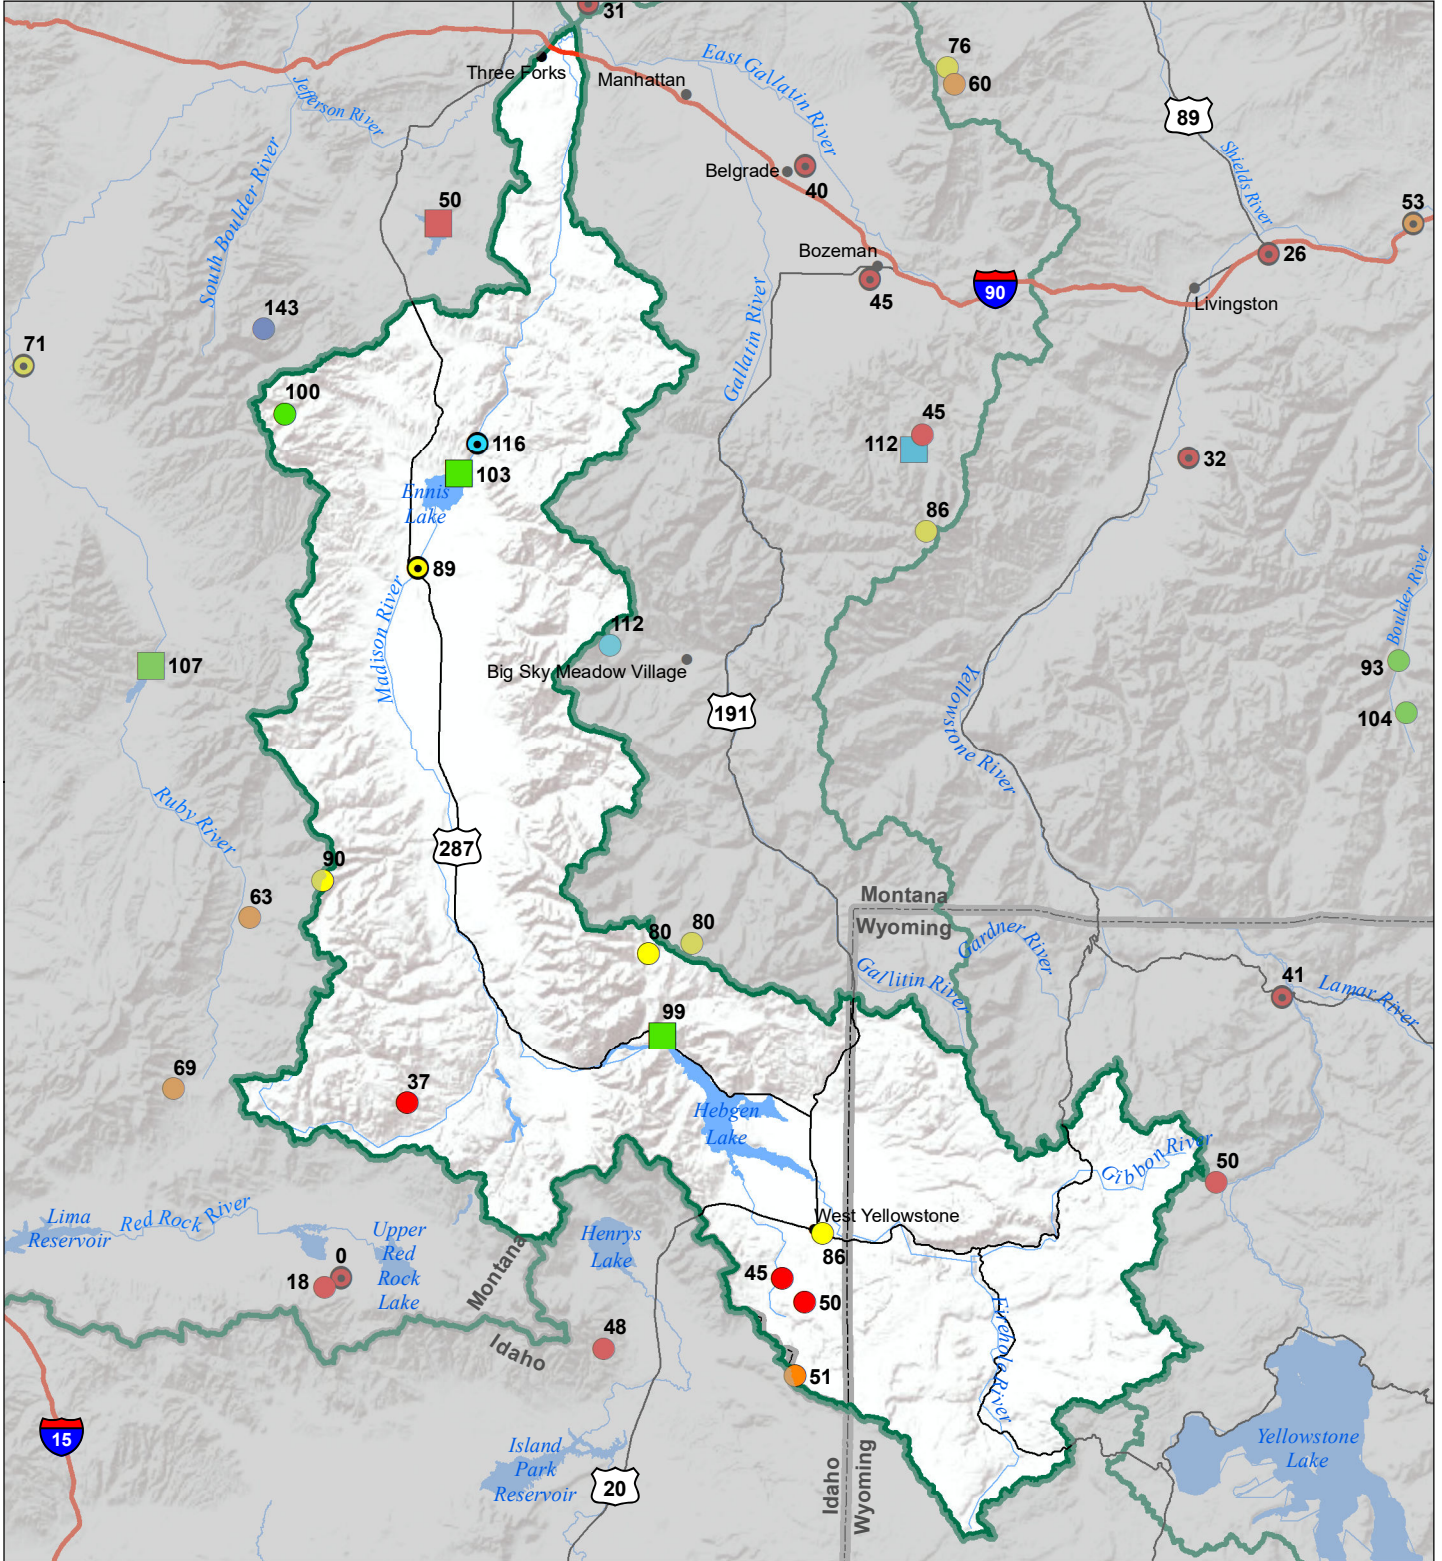 31
76
60
Three Forks
Manhattan
East Gallatin River
89
Jefferson River
Shields River
Belgrade
40
South Boulder River
50
53
Bozeman
26
45
90
Livingston
143
Gallatin River
71
100
45
116
112
103
32
Ennis
Lake
86
89
Madison River
Boulder River
112
107
Big Sky Meadow Village
93
191
104
Yellowstone River
Ruby River
287
90
63
Montana
Wyoming
80
80
Gardner River
Gallitin River
41
Lamar River
99
69
37
Hebgen
Lake
Gibbon River
50
Lima
Reservoir
Red Rock River
Upper
Red
Rock
Lake
Henrys
Lake
West Yellowstone
86
0
18
Montana
45
50
48
Idaho
51
Firehole River
15
Island
Park
Reservoir
20
Idaho
Wyoming
Yellowstone
Lake